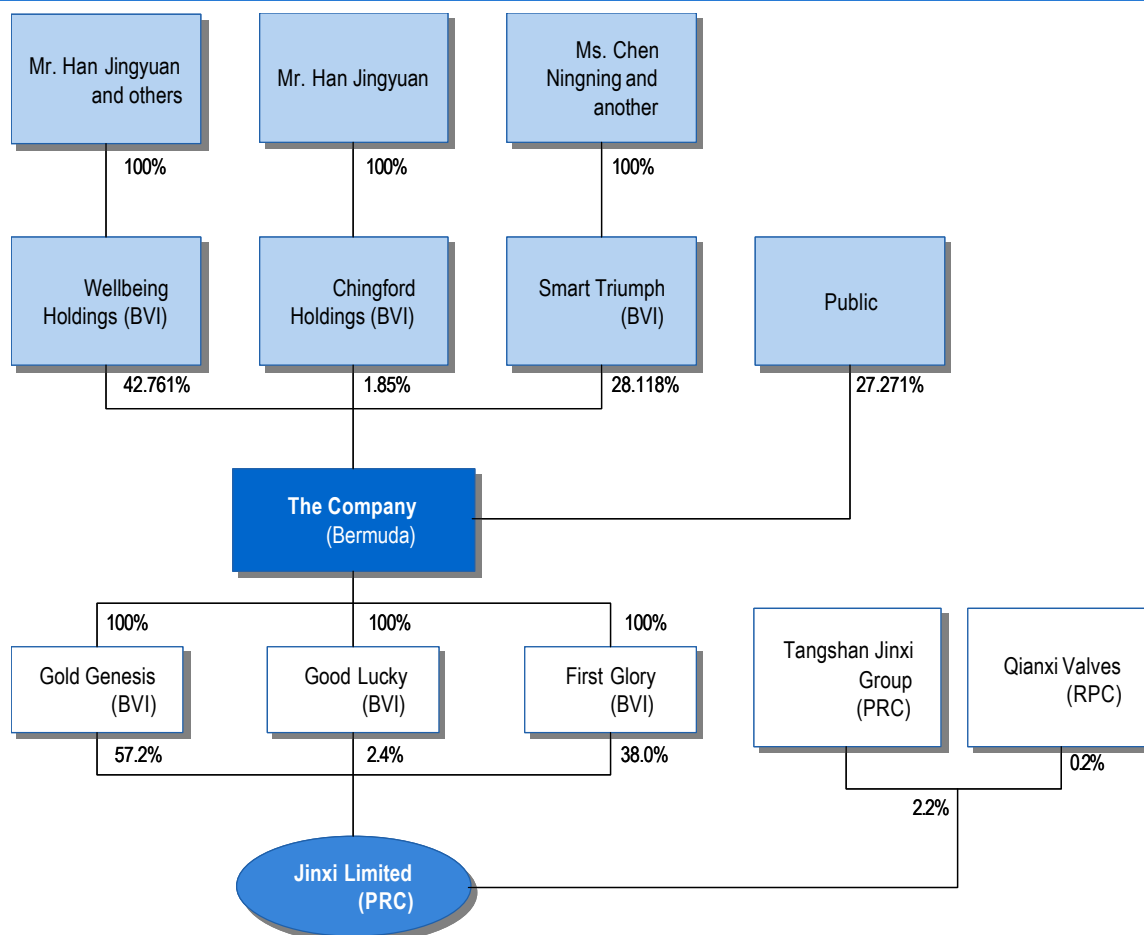 Mr. Han Jingyuan
and others
Mr. Han Jingyuan
Ms. Chen
Ningning and
another
100%
100%
100%
Wellbeing
Holdings (BVI)
Chingford
Holdings (BVI)
Smart Triumph
(BVI)
Public
42.761%
1.85%
28.118%
27.271%
The Company
(Bermuda)
100%
100%
100%
Gold Genesis
(BVI)
Good Lucky
(BVI)
First Glory
(BVI)
Tangshan Jinxi
Group
(PRC)
Qianxi Valves
(RPC)
57.2%
2.4%
38.0%
0.2%
2.2%
Jinxi Limited
(PRC)